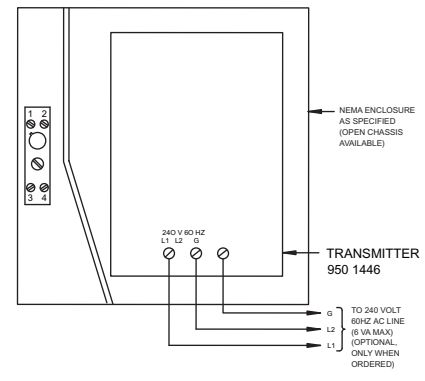 1 2
3 4
NEMA ENCLOSURE
AS SPECIFIED
(OPEN CHASSIS
AVAILABLE)
240 V 60 HZ
L1 L2 G
TRANSMITTER
950 1446
G
L2
L1
TO 240 VOLT
60HZ AC LINE
(6 VA MAX)
(OPTIONAL,
ONLY WHEN
ORDERED)